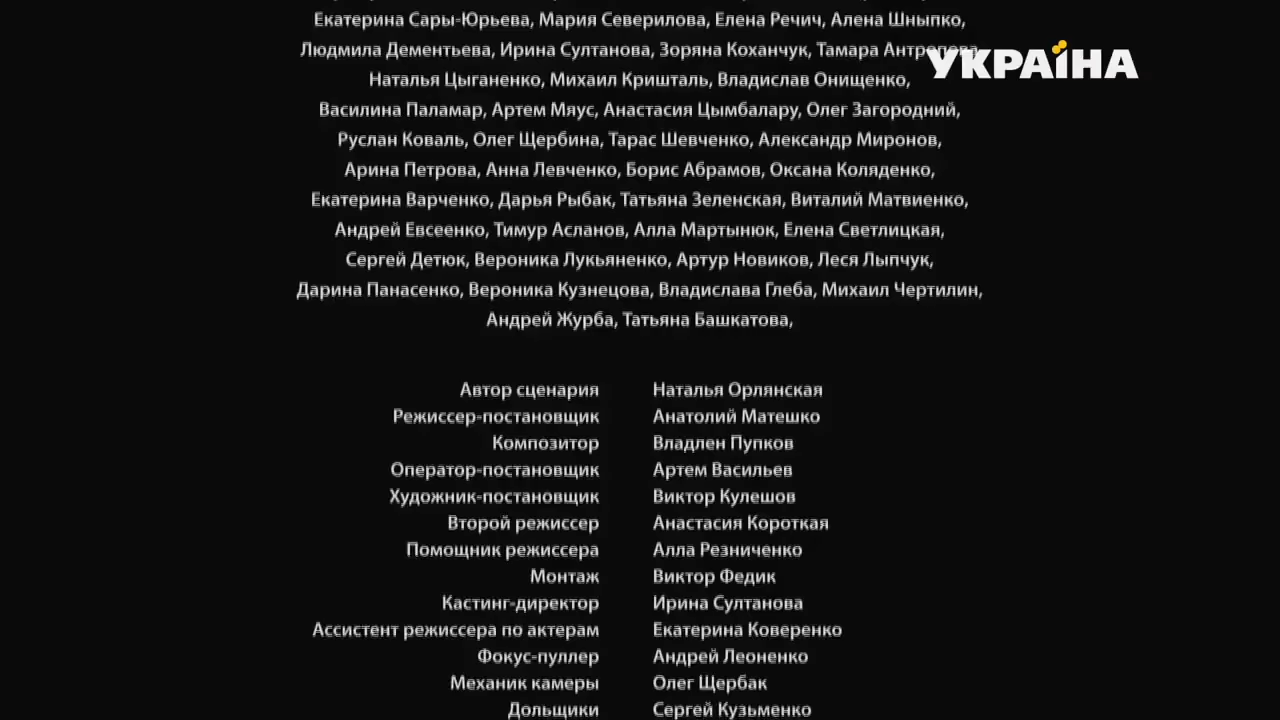 Екатерина Сары-Юрьева, Мария Северилова, Елена Речич, Алена Шныпко,
Людмила Дементьева, Ирина Султанова, Зоряна Коханчук, Тамара Антропова,
УКРАЇНА
Наталья Цыганенко, Михаил Кришталь, Владислав Онищенко,
Василина Паламар, Артем Мяус, Анастасия Цымбалару, Олег Загородний,
Руслан Коваль, Олег Щербина, Тарас Шевченко, Александр Миронов,
Арина Петрова, Анна Левченко, Борис Абрамов, Оксана Коляденко,
Екатерина Варченко, Дарья Рыбак, Татьяна Зеленская, Виталий Матвиенко,
Андрей Евсеенко, Тимур Асланов, Алла Мартынюк, Елена Светлицкая,
Сергей Детюк, Вероника Лукьяненко, Артур Новиков, Леся Лыпчук,
Дарина Панасенко, Вероника Кузнецова, Владислава Глеба, Михаил Чертилин,
Андрей Журба, Татьяна Башкатова,
Автор сценария Наталья Орлянская
Режиссер-постановщик Анатолий Матешко
Композитор Владлен Пупков
Оператор-постановщик Артем Васильев
Художник-постановщик Виктор Кулешов
Второй режиссер Анастасия Короткая
Помощник режиссера Алла Резниченко
Монтаж Виктор Федик
Кастинг-директор Ирина Султанова
Ассистент режиссера по актерам Екатерина Коверенко
Фокус-пуллер Андрей Леоненко
Механик камеры Олег Щербак
Дольщики Сергей Кузьменко